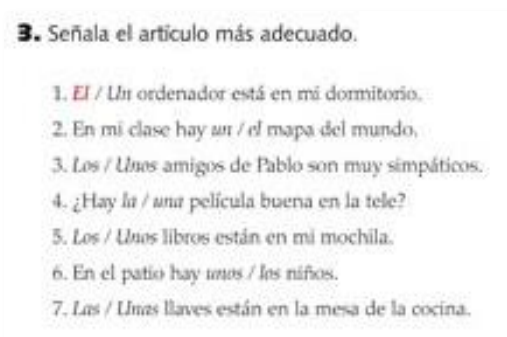 3. Señala el artículo más adecuado.
1. El / Un ordenador está en mi dormitorio.
2. En mi clase hay un / el mapa del mundo.
3. Los / Unos amigos de Pablo son muy simpáticos.
4. ¿Hay la / una película buena en la tele?
5. Los / Unos libros están en mi mochila.
6. En el patio hay unos / los niños.
7. Las / Unas llaves están en la mesa de la cocina.